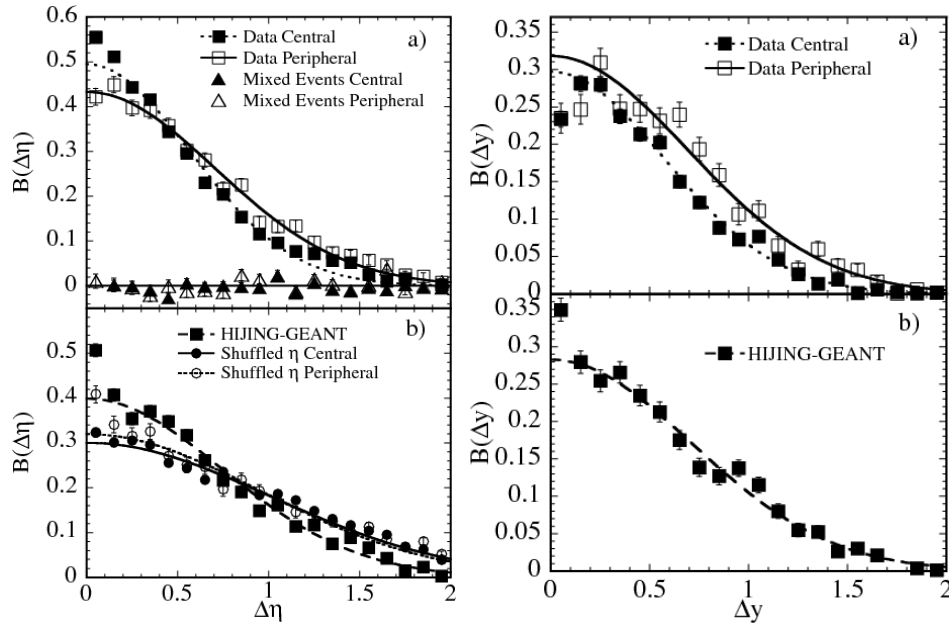 0.6
0.5
0.4
0.3
0.2
0.1
0
B(Δη)
a)
Data Central
Data Peripheral
Mixed Events Central
Mixed Events Peripheral
0.5
0.4
0.3
0.2
0.1
0
B(Δη)
b)
HIJING-GEANT
Shuffled η Central
Shuffled η Peripheral
0 0.5 1 1.5 2
Δη
0.35
0.3
0.25
0.2
0.15
0.1
0.05
0
B(Δy)
a)
Data Central
Data Peripheral
0.35
0.3
0.25
0.2
0.15
0.1
0.05
0
B(Δy)
b)
HIJING-GEANT
0 0.5 1 1.5 2
Δy